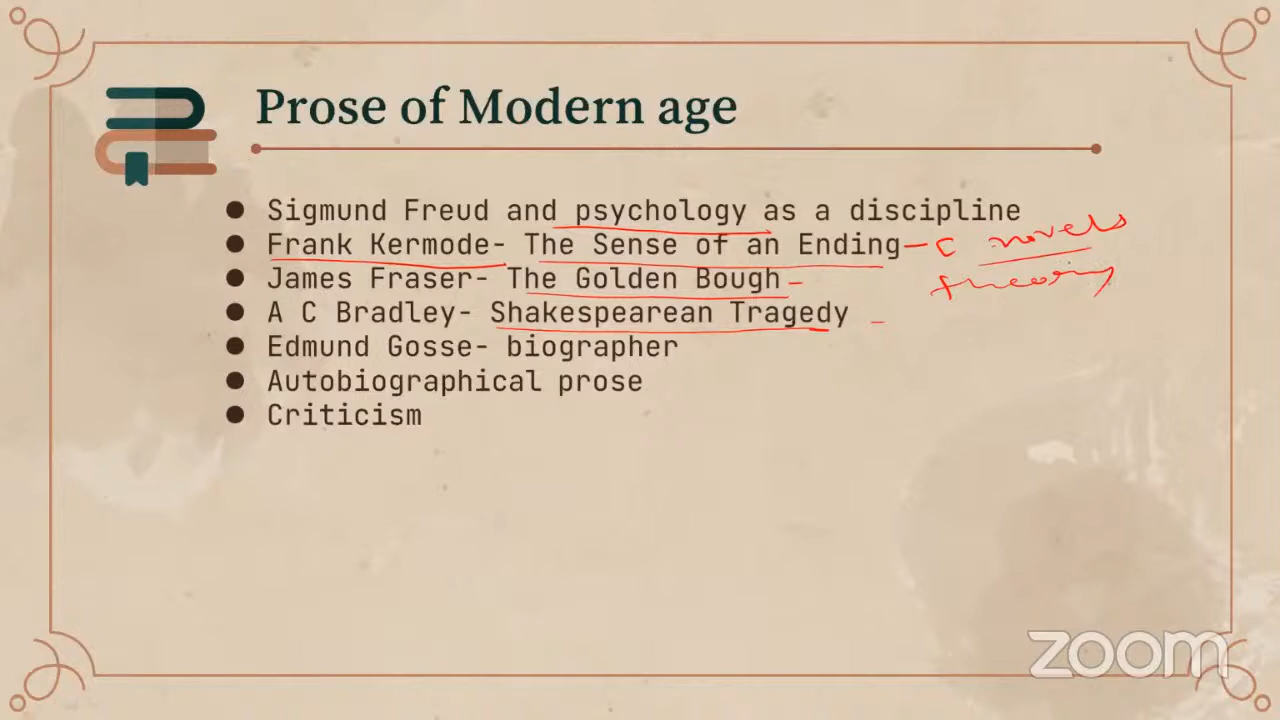 Prose of Modern age
● Sigmund Freud and psychology as a discipline
● Frank Kermode- The Sense of an Ending – C novels
theory
● James Fraser- The Golden Bough –
● A C Bradley- Shakespearean Tragedy –
● Edmund Gosse- biographer
● Autobiographical prose
● Criticism
zoom